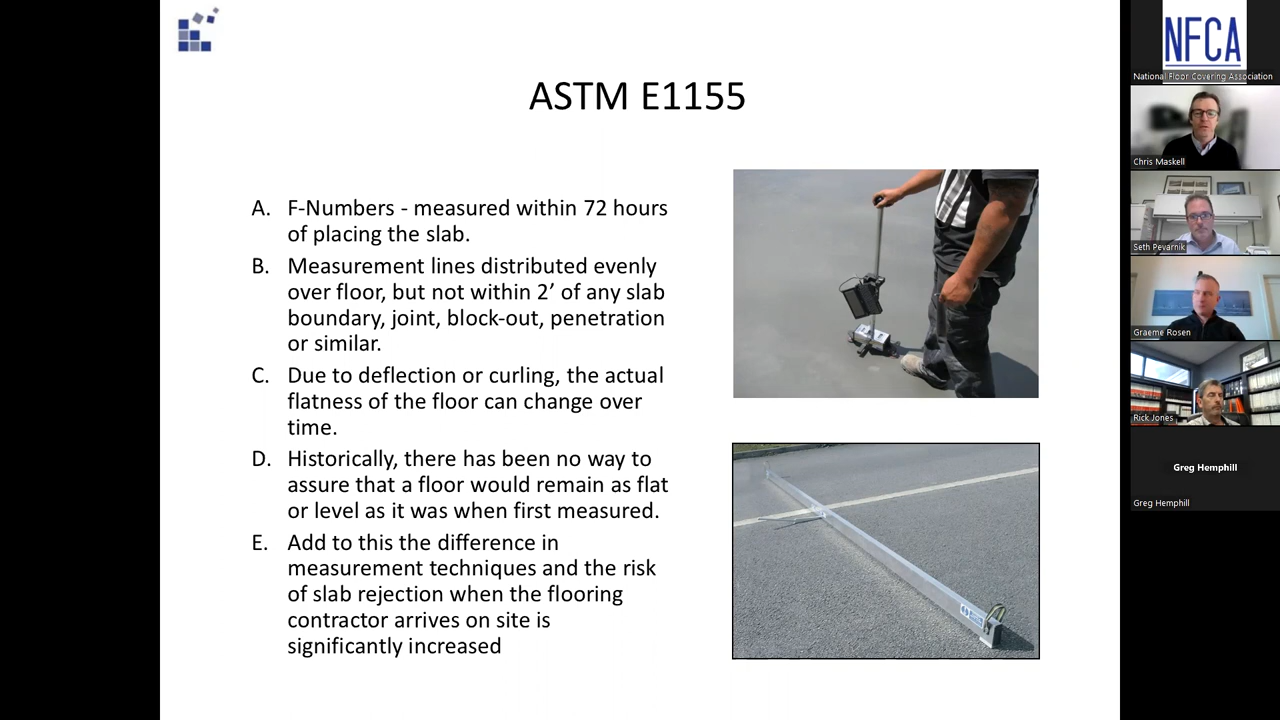 ASTM E1155
A. F-Numbers - measured within 72 hours
of placing the slab.
B. Measurement lines distributed evenly
over floor, but not within 2’ of any slab
boundary, joint, block-out, penetration
or similar.
C. Due to deflection or curling, the actual
flatness of the floor can change over
time.
D. Historically, there has been no way to
assure that a floor would remain as flat
or level as it was when first measured.
E. Add to this the difference in
measurement techniques and the risk
of slab rejection when the flooring
contractor arrives on site is
significantly increased
NFCA
National Floor Covering Association
Chris Maskell
Seth Pevarnik
Graeme Rosen
Rick Jones
Greg Hemphill
Greg Hemphill